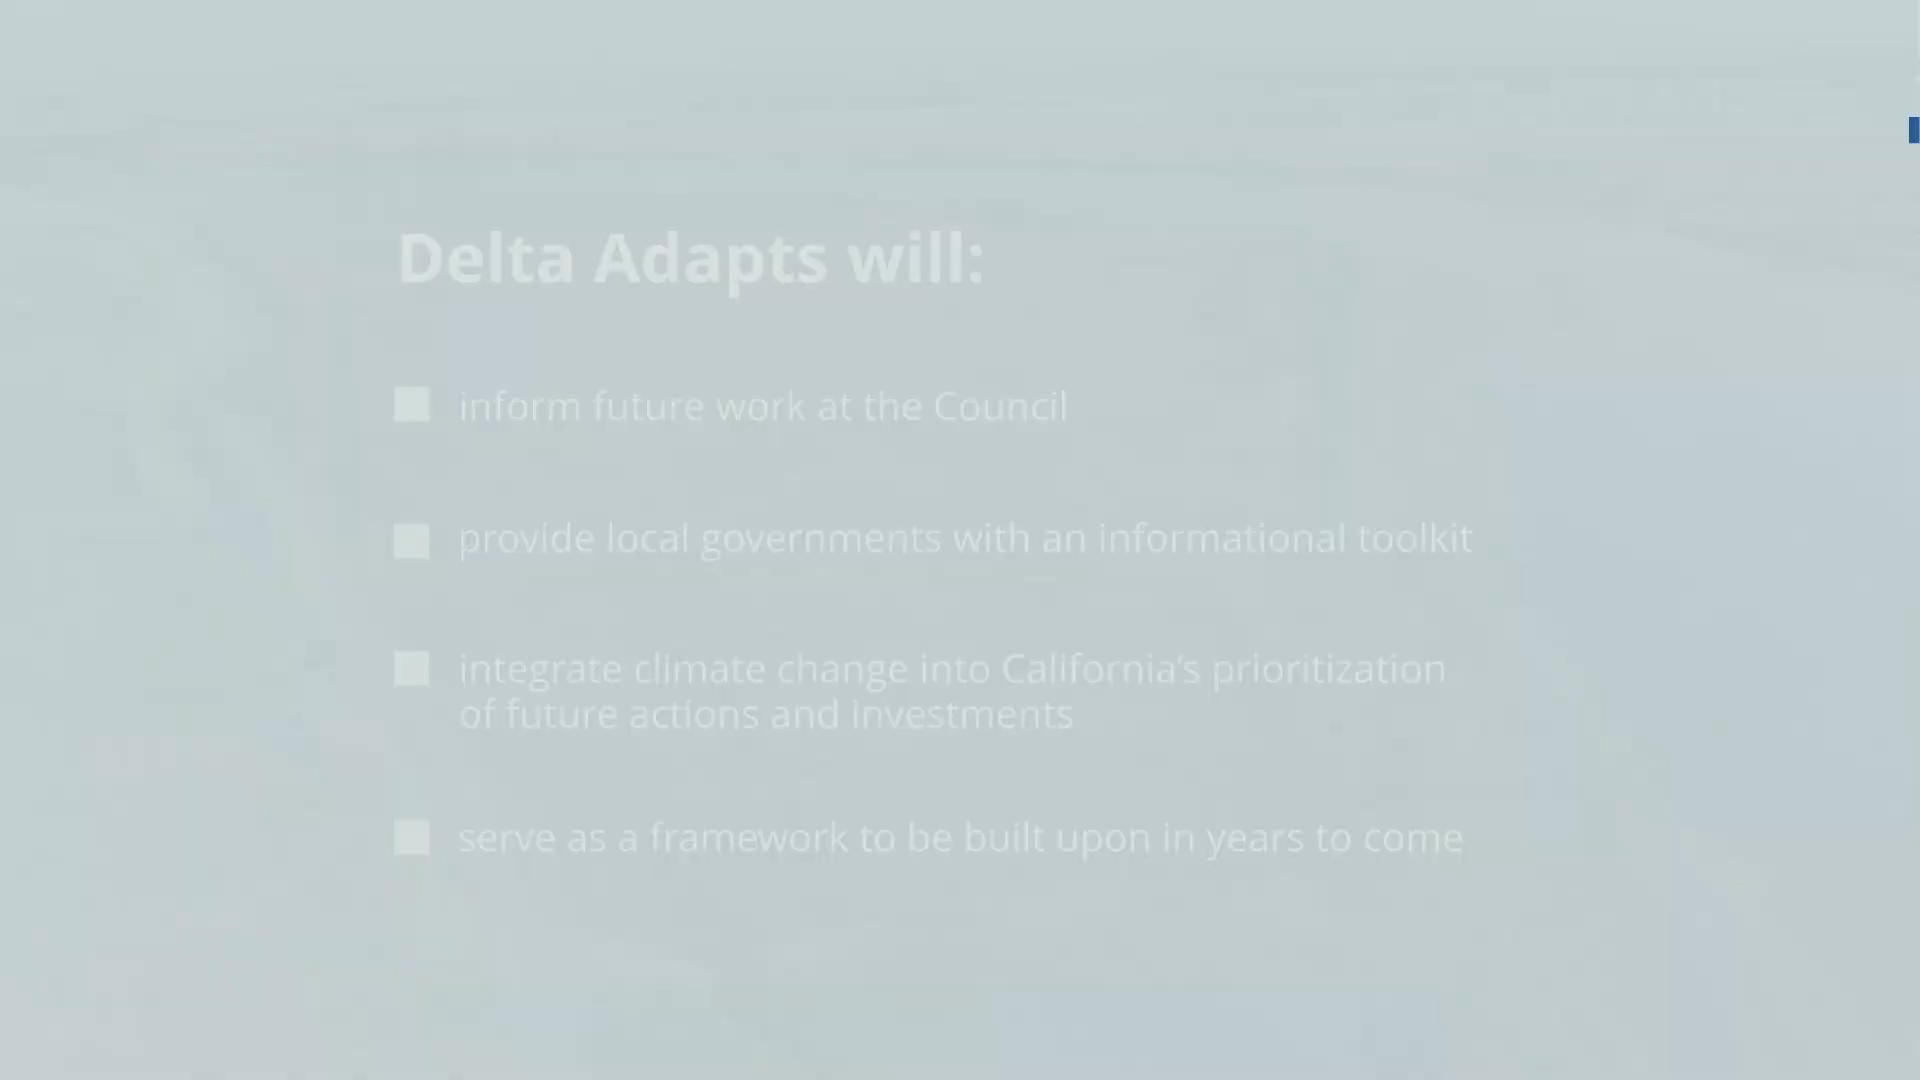 Delta Adapts will:
inform future work at the Council
provide local governments with an informational toolkit
integrate climate change into California's prioritization
of future actions and investments
serve as a framework to be built upon in years to come